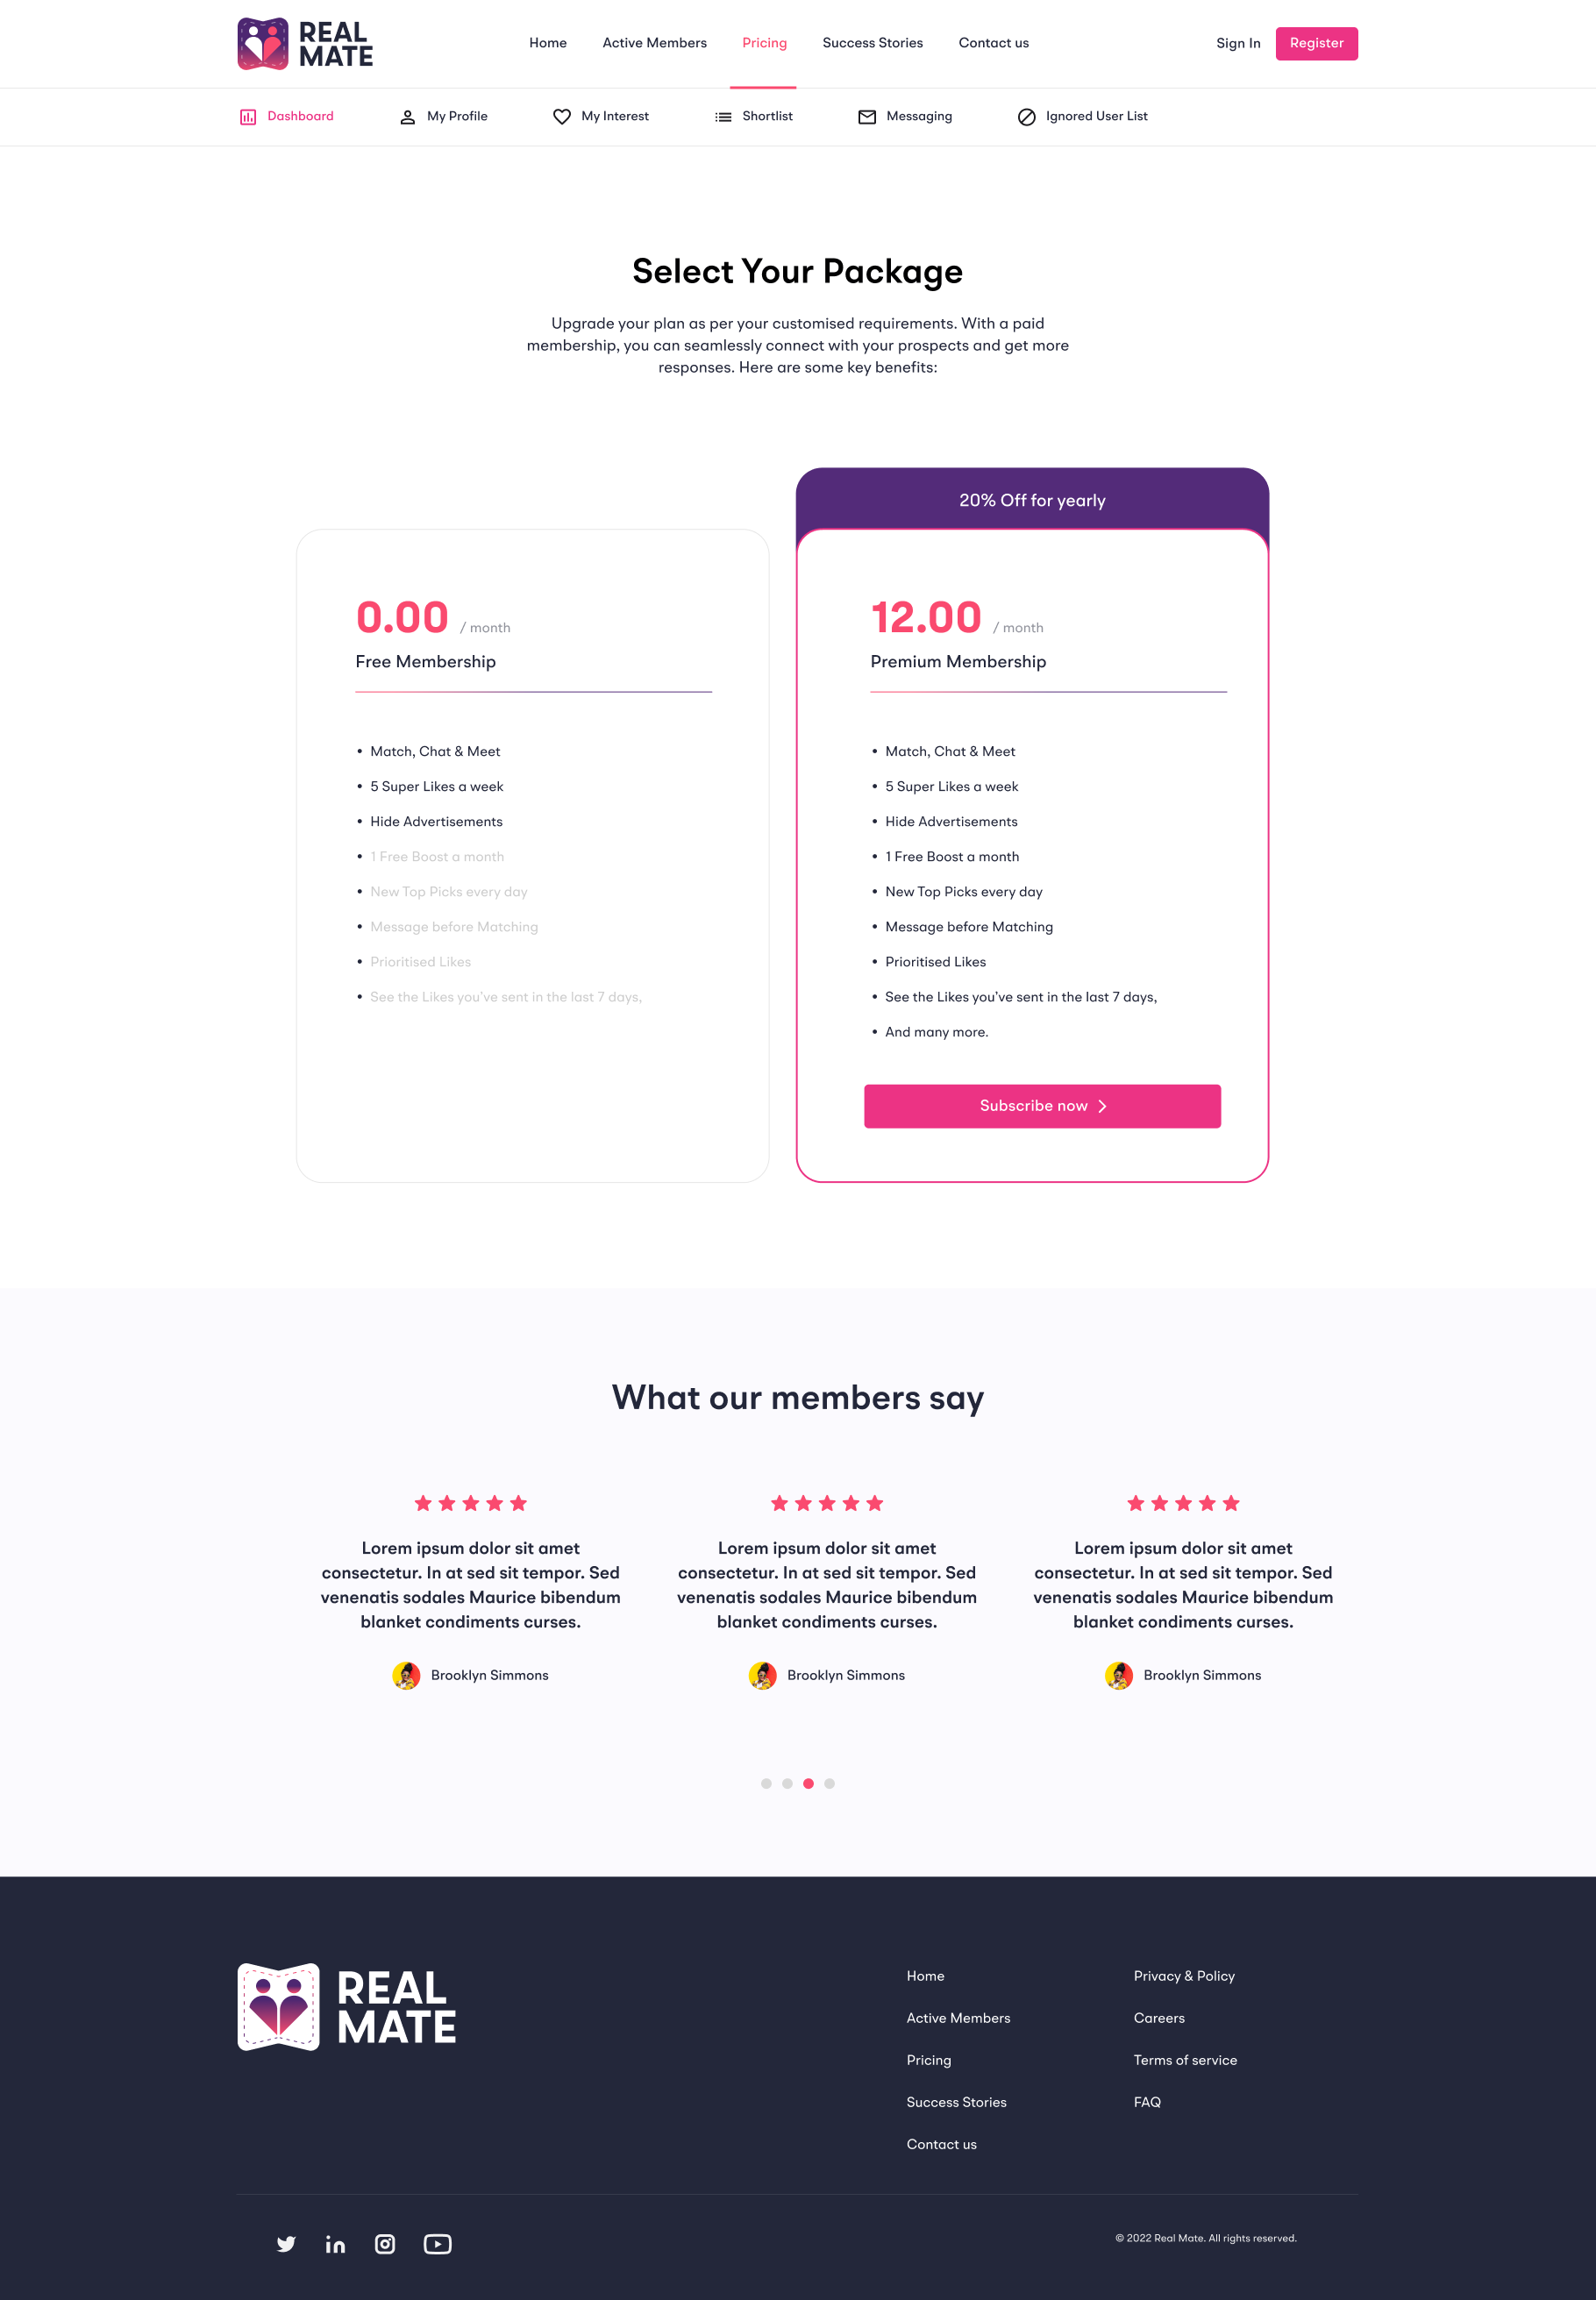 REAL
MATE
Home Active Members Pricing Success Stories Contact us Sign In Register
Dashboard My Profile My Interest Shortlist Messaging Ignored User List
Select Your Package
Upgrade your plan as per your customised requirements. With a paid
membership, you can seamlessly connect with your prospects and get more
responses. Here are some key benefits:
0.00 / month
Free Membership
• Match, Chat & Meet
• 5 Super Likes a week
• Hide Advertisements
• 1 Free Boost a month
• New Top Picks every day
• Message before Matching
• Prioritised Likes
• See the Likes you've sent in the last 7 days,
20% Off for yearly
12.00 / month
Premium Membership
• Match, Chat & Meet
• 5 Super Likes a week
• Hide Advertisements
• 1 Free Boost a month
• New Top Picks every day
• Message before Matching
• Prioritised Likes
• See the Likes you've sent in the last 7 days,
• And many more.
Subscribe now
What our members say
Lorem ipsum dolor sit amet
consectetur. In at sed sit tempor. Sed
venenatis sodales Maurice bibendum
blanket condiments curses.
Brooklyn Simmons
Lorem ipsum dolor sit amet
consectetur. In at sed sit tempor. Sed
venenatis sodales Maurice bibendum
blanket condiments curses.
Brooklyn Simmons
Lorem ipsum dolor sit amet
consectetur. In at sed sit tempor. Sed
venenatis sodales Maurice bibendum
blanket condiments curses.
Brooklyn Simmons
REAL
MATE
Home
Active Members
Pricing
Success Stories
Contact us
Privacy & Policy
Careers
Terms of service
FAQ
© 2022 Real Mate. All rights reserved.